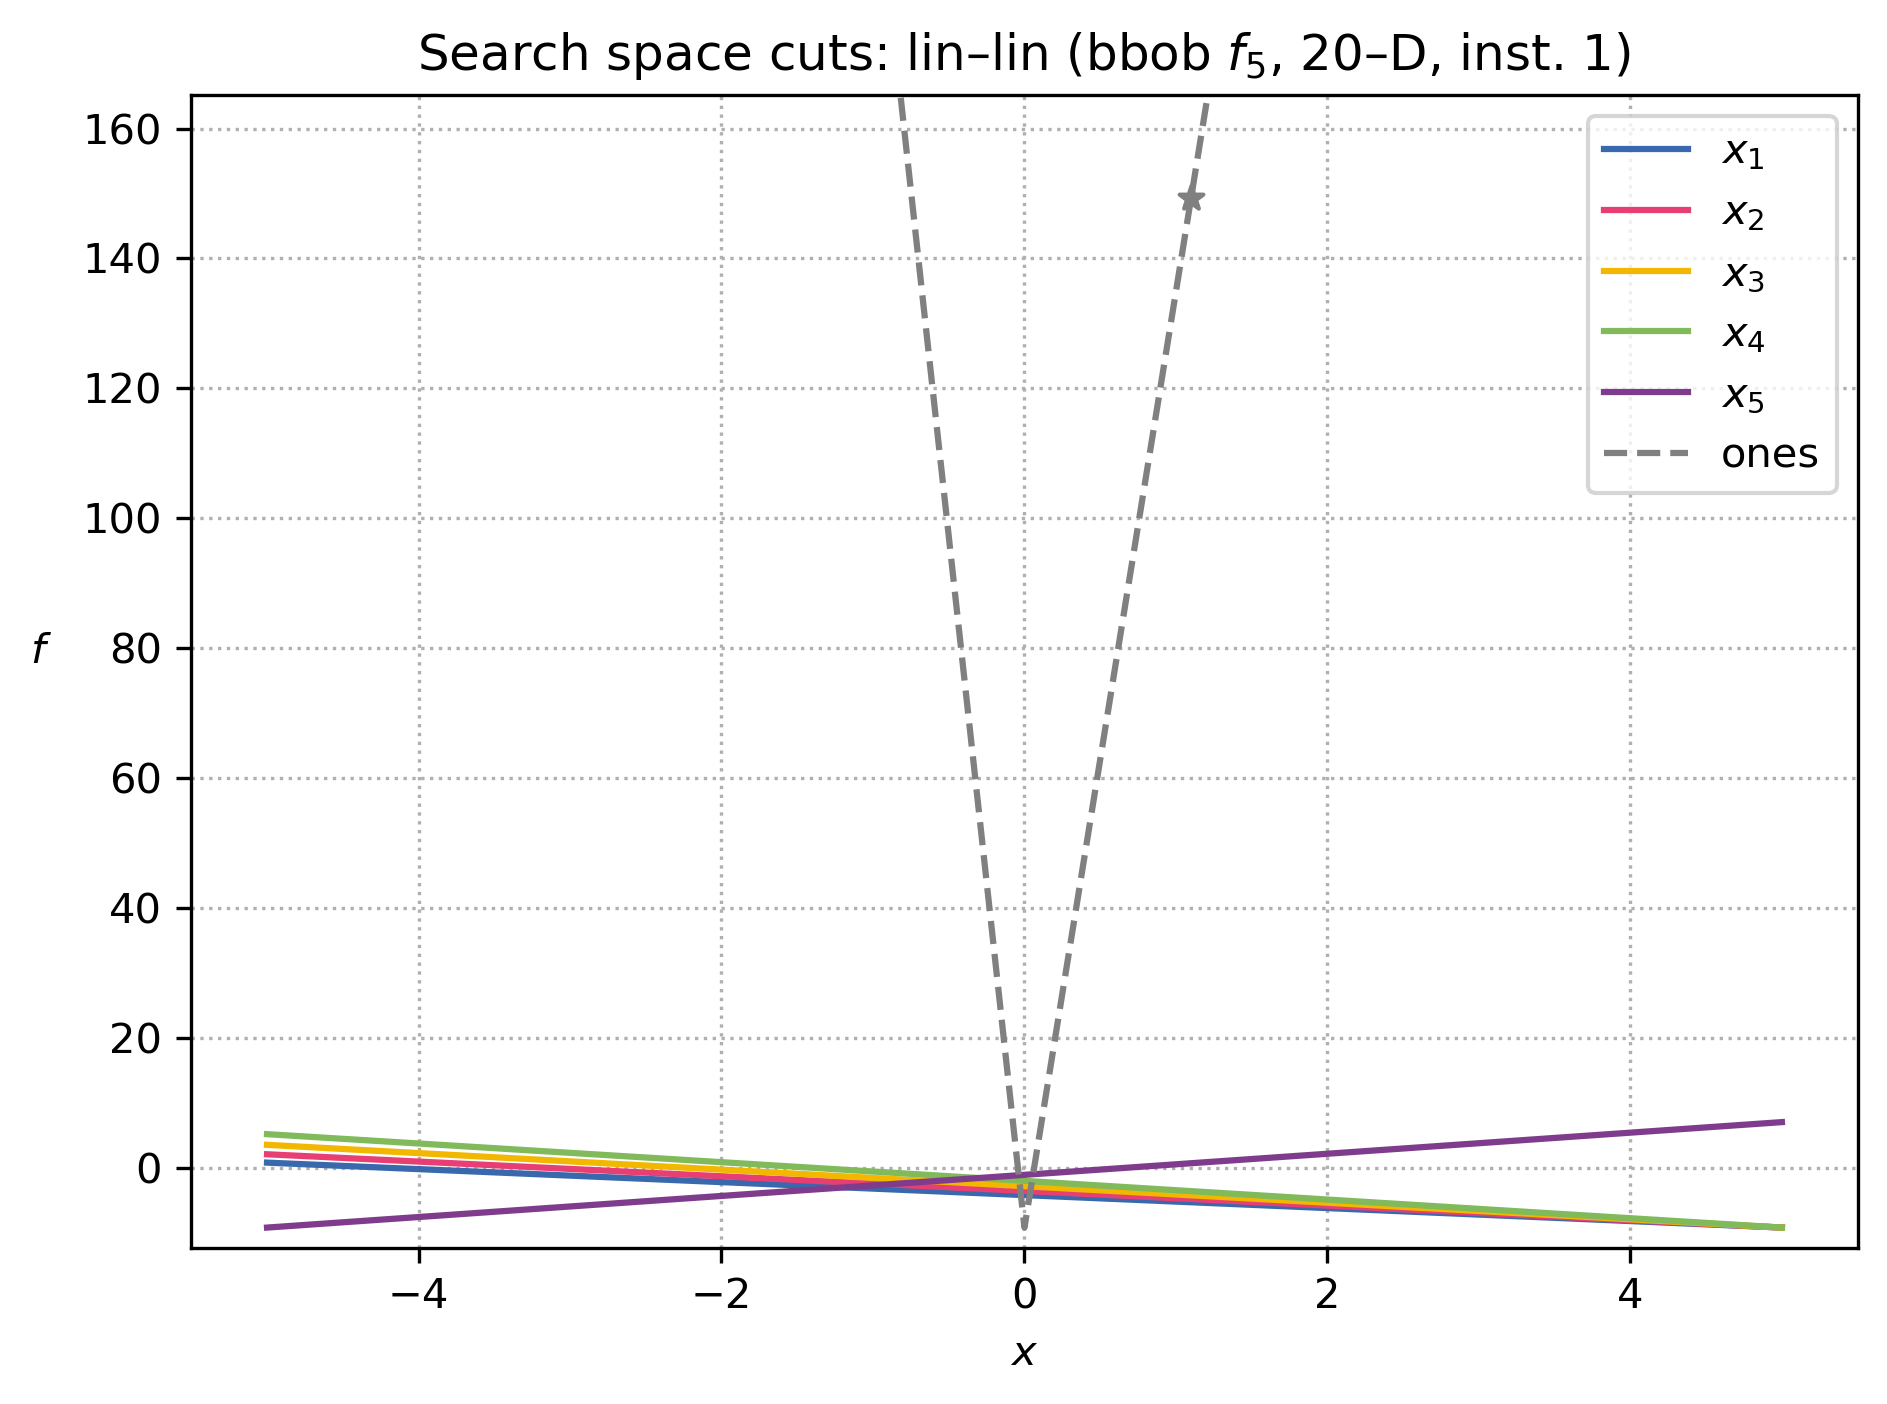 Search space cuts: lin–lin (bbob f₅, 20–D, inst. 1)
160
140
120
100
80
60
40
20
0
f
x₁
x₂
x₃
x₄
x₅
ones
−4
−2
0
2
4
x